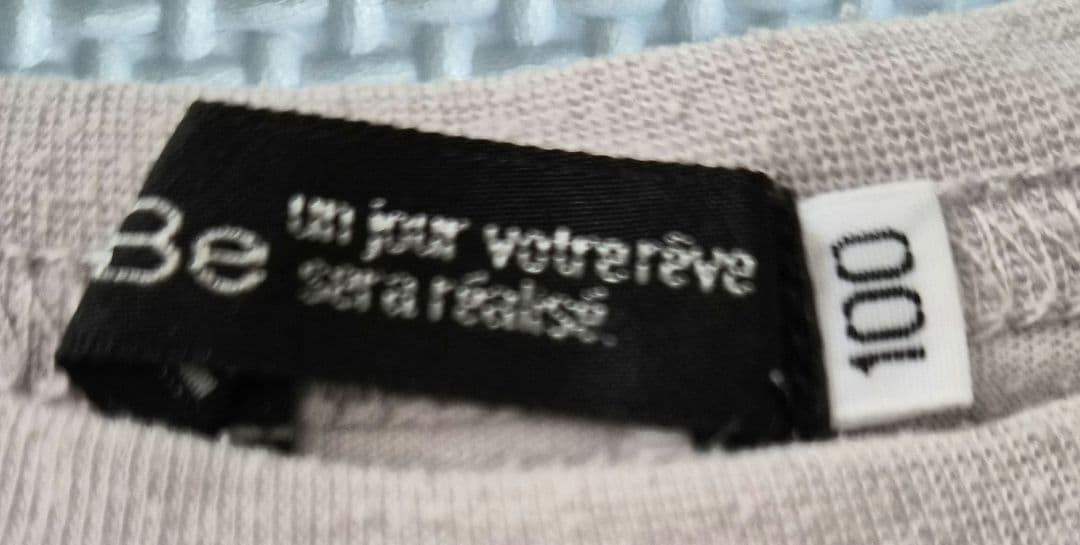 Be
un jour votre rêve
sera réalisé.
100